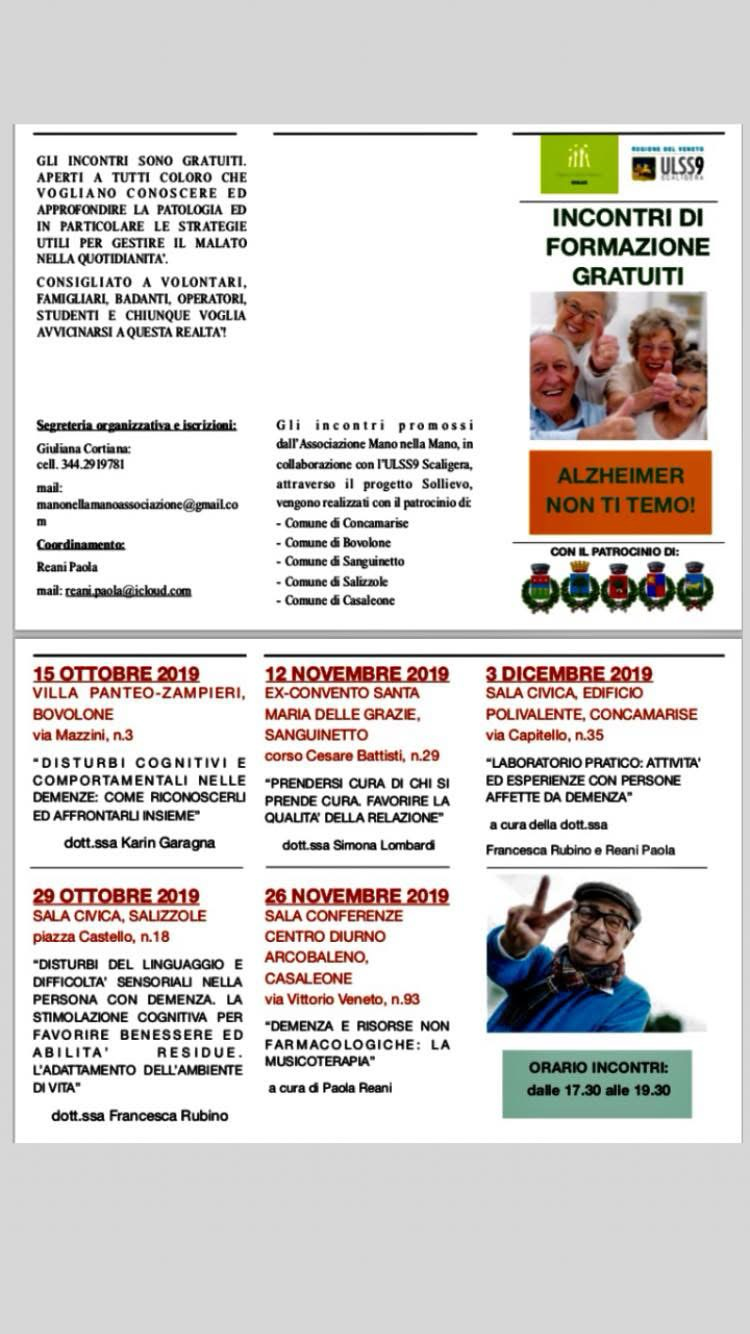 GLI INCONTRI SONO GRATUITI.
APERTI A TUTTI COLORO CHE
VOGLIANO CONOSCERE ED
APPROFONDIRE LA PATOLOGIA ED
IN PARTICOLARE LE STRATEGIE
UTILI PER GESTIRE IL MALATO
NELLA QUOTIDIANITA'.
CONSIGLIATO A VOLONTARI,
FAMIGLIARI, BADANTI, OPERATORI,
STUDENTI E CHIUNQUE VOGLIA
AVVICINARSI A QUESTA REALTA'!
Segreteria organizzativa e iscrizioni:
Giuliana Cortiana:
cell. 344.2919781
mail:
manonellamanoassociazione@gmail.co
m
Coordinamento:
Reani Paola
mail: reani.paola@icloud.com
Gli incontri promossi
dall'Associazione Mano nella Mano, in
collaborazione con l'ULSS9 Scaligera,
attraverso il progetto Sollievo,
vengono realizzati con il patrocinio di:
- Comune di Concamarise
- Comune di Bovolone
- Comune di Sanguinetto
- Comune di Salizzole
- Comune di Casaleone
REGIONE DEL VENETO
ULSS9
SCALIGERA
INCONTRI DI
FORMAZIONE
GRATUITI
ALZHEIMER
NON TI TEMO!
CON IL PATROCINIO DI:
15 OTTOBRE 2019
VILLA PANTEO-ZAMPIERI,
BOVOLONE
via Mazzini, n.3
“DISTURBI COGNITIVI E
COMPORTAMENTALI NELLE
DEMENZE: COME RICONOSCERLI
ED AFFRONTARLI INSIEME”
dott.ssa Karin Garagna
29 OTTOBRE 2019
SALA CIVICA, SALIZZOLE
piazza Castello, n.18
“DISTURBI DEL LINGUAGGIO E
DIFFICOLTA' SENSORIALI NELLA
PERSONA CON DEMENZA. LA
STIMOLAZIONE COGNITIVA PER
FAVORIRE BENESSERE ED
ABILITA' RESIDUE.
L'ADATTAMENTO DELL'AMBIENTE
DI VITA”
dott.ssa Francesca Rubino
12 NOVEMBRE 2019
EX-CONVENTO SANTA
MARIA DELLE GRAZIE,
SANGUINETTO
corso Cesare Battisti, n.29
“PRENDERSI CURA DI CHI SI
PRENDE CURA. FAVORIRE LA
QUALITA' DELLA RELAZIONE”
dott.ssa Simona Lombardi
26 NOVEMBRE 2019
SALA CONFERENZE
CENTRO DIURNO
ARCOBALENO,
CASALEONE
via Vittorio Veneto, n.93
“DEMENZA E RISORSE NON
FARMACOLOGICHE: LA
MUSICOTERAPIA”
a cura di Paola Reani
3 DICEMBRE 2019
SALA CIVICA, EDIFICIO
POLIVALENTE, CONCAMARISE
via Capitello, n.35
“LABORATORIO PRATICO: ATTIVITA'
ED ESPERIENZE CON PERSONE
AFFETTE DA DEMENZA”
a cura della dott.ssa
Francesca Rubino e Reani Paola
ORARIO INCONTRI:
dalle 17.30 alle 19.30